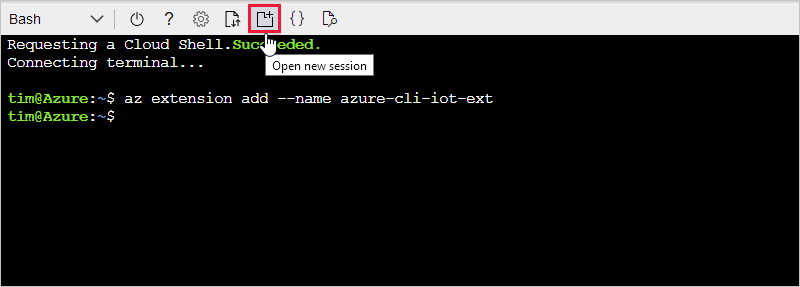 Bash
?
{}
Requesting a Cloud Shell.Succeeded.
Connecting terminal...
Open new session
tim@Azure:~$ az extension add --name azure-cli-iot-ext
tim@Azure:~$